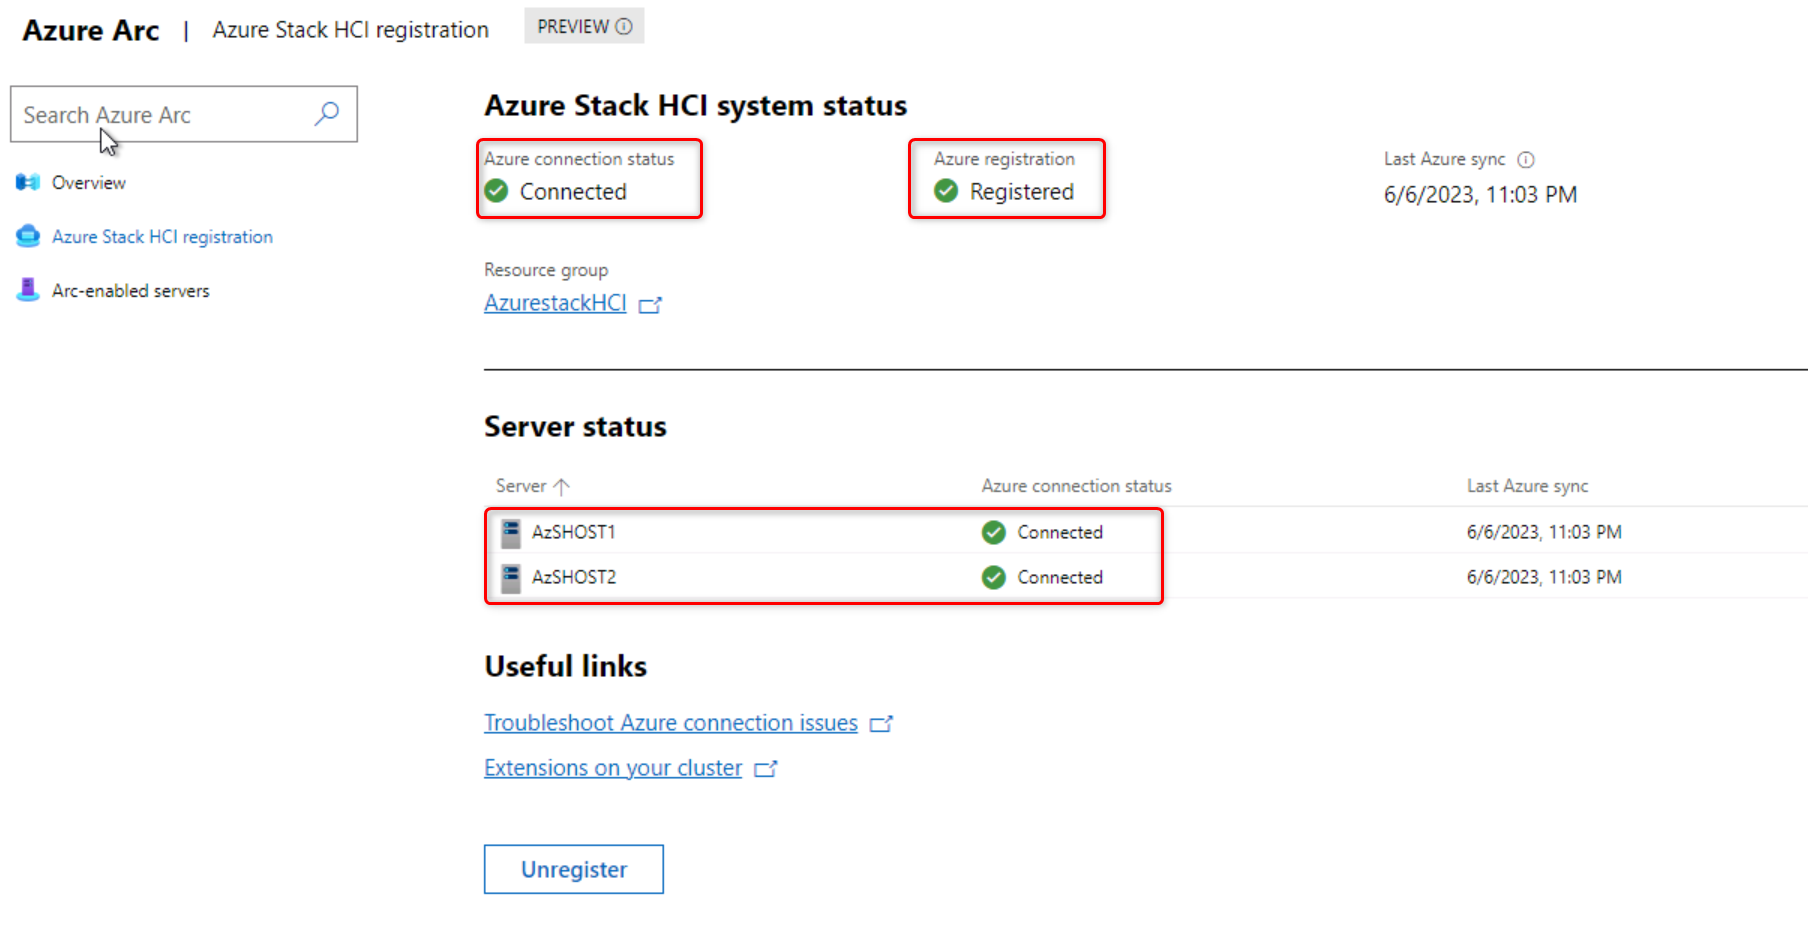 Azure Arc | Azure Stack HCI registration PREVIEW
Search Azure Arc
Overview
Azure Stack HCI registration
Arc-enabled servers
Azure Stack HCI system status
Azure connection status
Connected
Azure registration
Registered
Last Azure sync
6/6/2023, 11:03 PM
Resource group
AzurestackHCI
Server status
Server Azure connection status Last Azure sync
AzSHOST1 Connected 6/6/2023, 11:03 PM
AzSHOST2 Connected 6/6/2023, 11:03 PM
Useful links
Troubleshoot Azure connection issues
Extensions on your cluster
Unregister